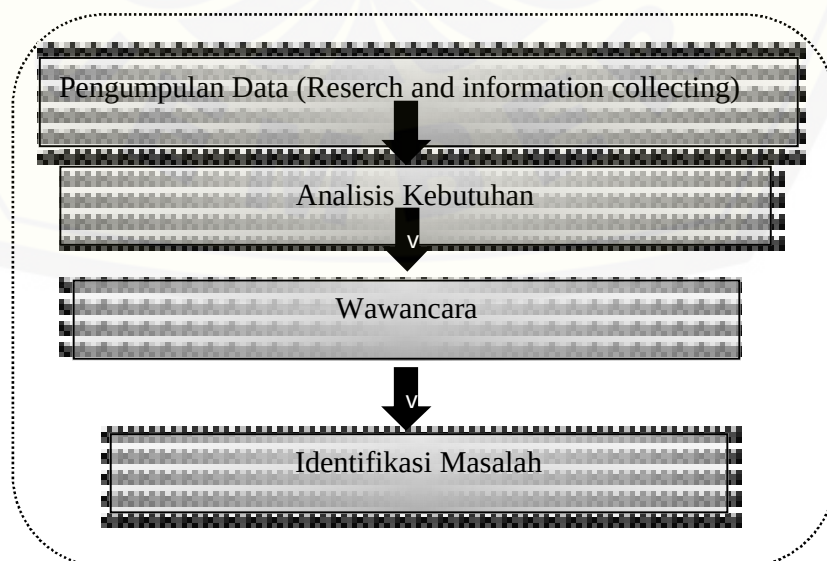 Pengumpulan Data (Reserch and information collecting)
Analisis Kebutuhan
v
Wawancara
v
Identifikasi Masalah